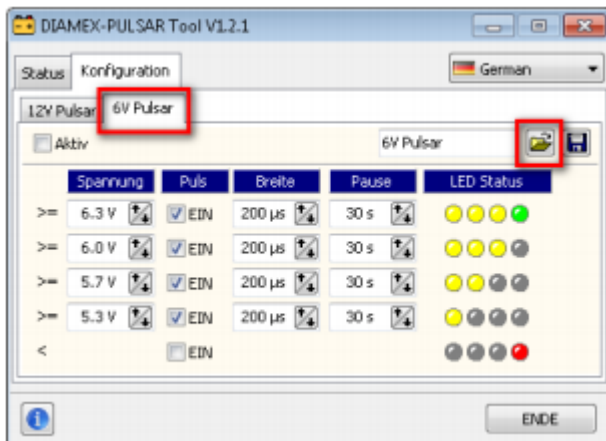 DIAMEX-PULSAR Tool V1.2.1
Status Konfiguration German
12V Pulsar 6V Pulsar
Aktiv 6V Pulsar
Spannung Puls Breite Pause LED Status
>= 6.3 V EIN 200 µs 30 s
>= 6.0 V EIN 200 µs 30 s
>= 5.7 V EIN 200 µs 30 s
>= 5.3 V EIN 200 µs 30 s
< EIN
ENDE